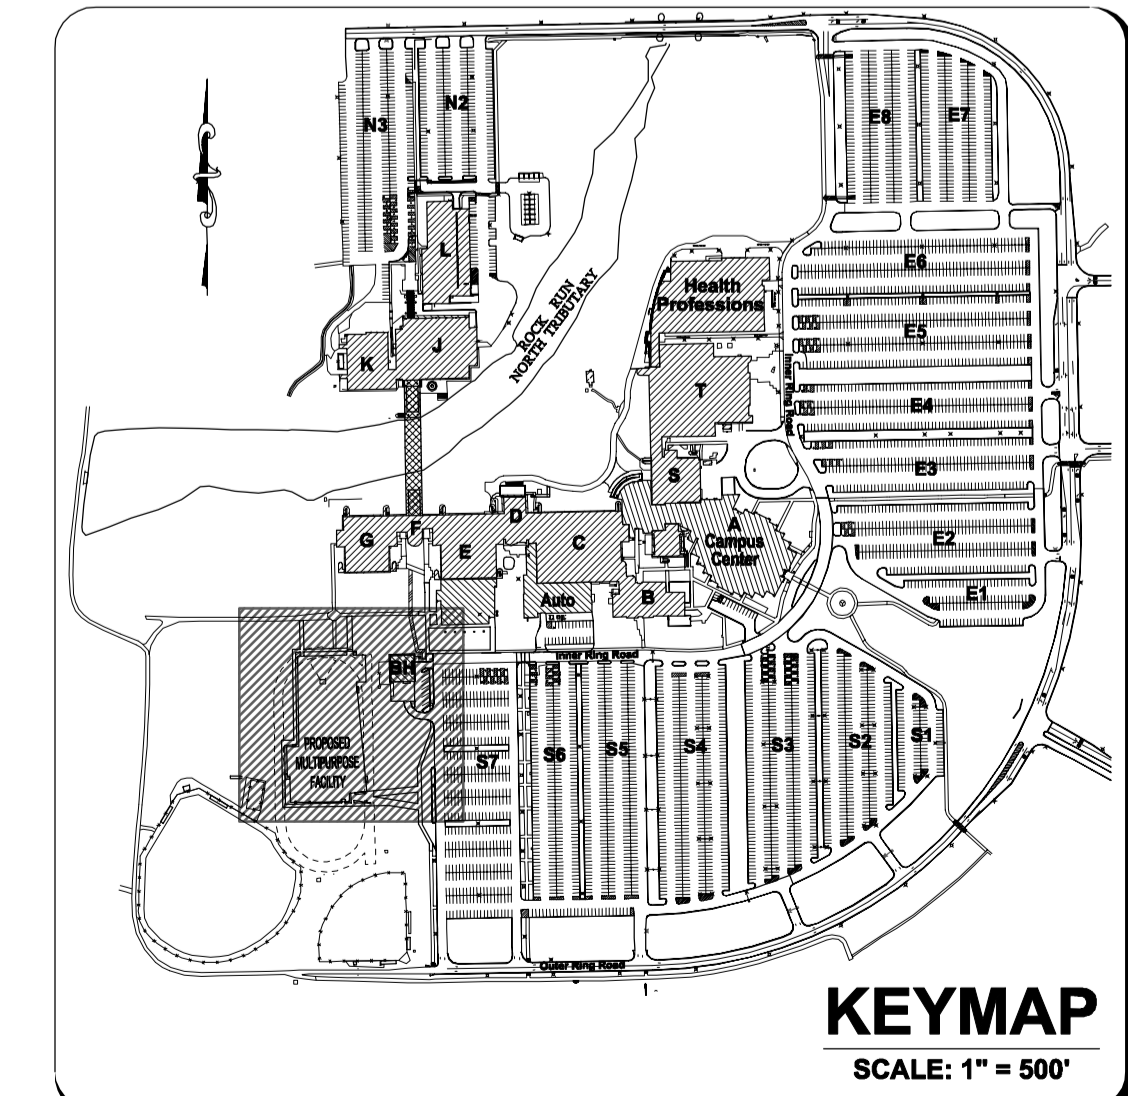 N3
N2
E8
E7
L
E6
Health
Professions
ROCK RUN
NORTH TRIBUTARY
E5
J
K
T
Inner Ring Road
E4
E3
S
D
F
G
E
C
A
Campus
Center
E2
E1
Auto
B
Inner Ring Road
BH
PROPOSED
MULTIPURPOSE
FACILITY
S7
S6
S5
S4
S3
S2
S1
Outer Ring Road
KEYMAP
SCALE: 1" = 500'